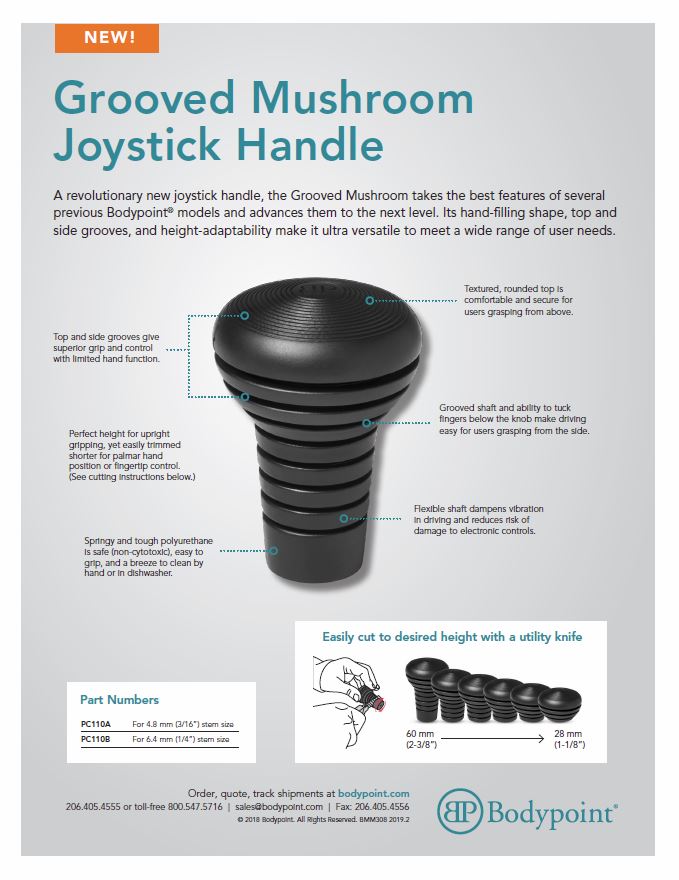 NEW!
Grooved Mushroom
Joystick Handle
A revolutionary new joystick handle, the Grooved Mushroom takes the best features of several
previous Bodypoint® models and advances them to the next level. Its hand-filling shape, top and
side grooves, and height-adaptability make it ultra versatile to meet a wide range of user needs.
Textured, rounded top is
comfortable and secure for
users grasping from above.
Top and side grooves give
superior grip and control
with limited hand function.
Grooved shaft and ability to tuck
fingers below the knob make driving
easy for users grasping from the side.
Perfect height for upright
gripping, yet easily trimmed
shorter for palmar hand
position or fingertip control.
(See cutting instructions below.)
Flexible shaft dampens vibration
in driving and reduces risk of
damage to electronic controls.
Springy and tough polyurethane
is safe (non-cytotoxic), easy to
grip, and a breeze to clean by
hand or in dishwasher.
Easily cut to desired height with a utility knife
60 mm
(2-3/8”)
28 mm
(1-1/8”)
Part Numbers
PC110A For 4.8 mm (3/16”) stem size
PC110B For 6.4 mm (1/4”) stem size
Order, quote, track shipments at bodypoint.com
206.405.4555 or toll-free 800.547.5716 | sales@bodypoint.com | Fax: 206.405.4556
© 2018 Bodypoint. All Rights Reserved. BMM308 2019.2
BP Bodypoint®